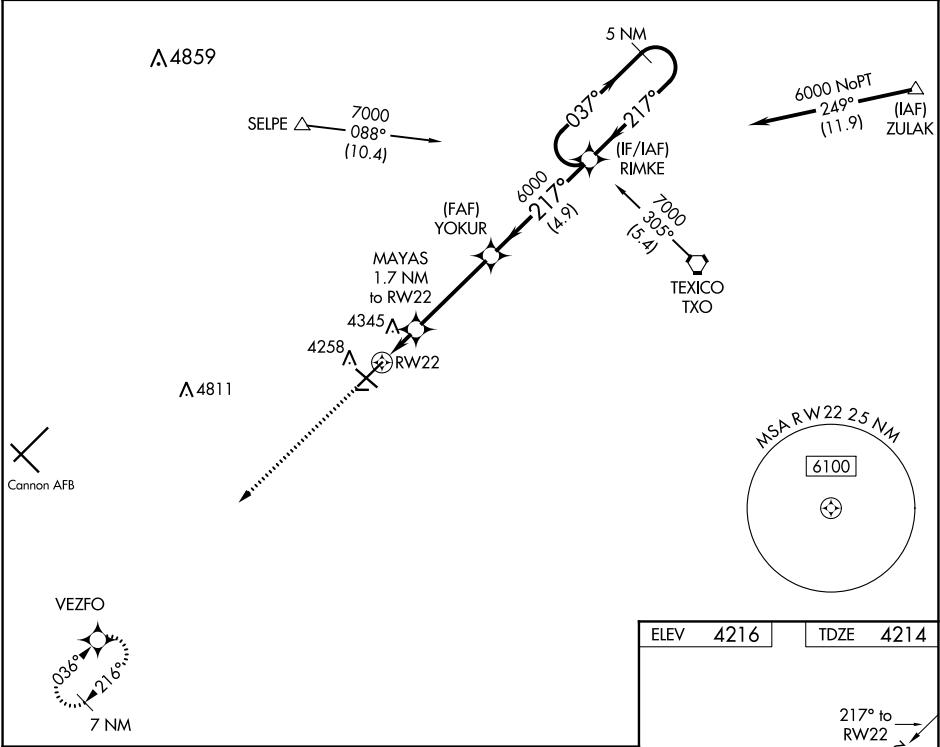 4859
5 NM
SELPE
7000
088°
(10.4)
037°
217°
6000 NoPT
249°
(11.9)
(IAF)
ZULAK
(IF/IAF)
RIMKE
6000
217°
(4.9)
(FAF)
YOKUR
7000
305°
(5.4)
TEXICO
TXO
MAYAS
1.7 NM
to RW22
4345
4258
RW22
4811
Cannon AFB
MSA RW22 25 NM
6100
VEZFO
036°
216°
7 NM
ELEV 4216
TDZE 4214
217° to
RW22